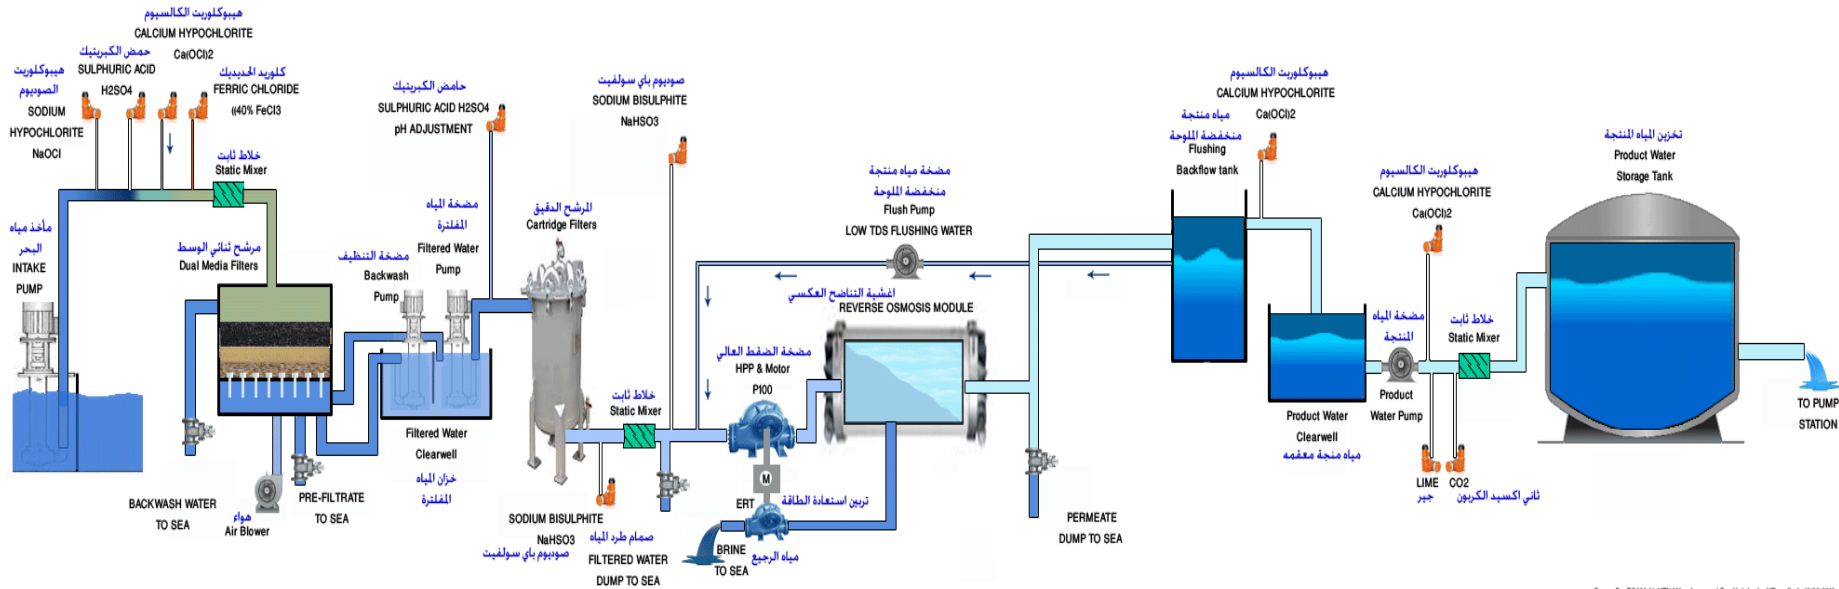 هيبوكلوريت الكالسيوم
CALCIUM HYPOCHLORITE
Ca(OCl)2
حمض الكبريتيك
SULPHURIC ACID
H2SO4
هيبوكلوريت
الصوديوم
SODIUM
HYPOCHLORITE
NaOCl
كلوريد الحديديك
FERRIC CHLORIDE
((40% FeCl3
خلاط ثابت
Static Mixer
مأخذ مياه
البحر
INTAKE
PUMP
مرشح ثنائي الوسط
Dual Media Filters
BACKWASH WATER
TO SEA
هواء
Air Blower
PRE-FILTRATE
TO SEA
مضخة التنظيف
Backwash
Pump
مضخة المياه
المفلترة
Filtered Water
Pump
Filtered Water
Clearwell
خزان المياه
المفلترة
حامض الكبريتيك
SULPHURIC ACID H2SO4
pH ADJUSTMENT
المرشح الدقيق
Cartridge Filters
صوديوم باي سولفيت
SODIUM BISULPHITE
NaHSO3
خلاط ثابت
Static Mixer
SODIUM BISULPHITE
NaHSO3
صوديوم باي سولفيت
صمام طرد المياه
FILTERED WATER
DUMP TO SEA
مضخة مياه منتجة
منخفضة الملوحة
Flush Pump
LOW TDS FLUSHING WATER
اغشية التناضح العكسي
REVERSE OSMOSIS MODULE
مضخة الضغط العالي
HPP & Motor
P100
M
ERT
تربين استعادة الطاقة
BRINE
TO SEA
مياه الرجيع
PERMEATE
DUMP TO SEA
مياه منتجة
منخفضة الملوحة
Flushing
Backflow tank
هيبوكلوريت الكالسيوم
CALCIUM HYPOCHLORITE
Ca(OCl)2
Product Water
Clearwell
مياه منتجة معقمه
هيبوكلوريت الكالسيوم
CALCIUM HYPOCHLORITE
Ca(OCl)2
مضخة المياه
المنتجة
Product
Water Pump
خلاط ثابت
Static Mixer
LIME
جير
CO2
ثاني اكسيد الكربون
تخزين المياه المنتجة
Product Water
Storage Tank
TO PUMP
STATION